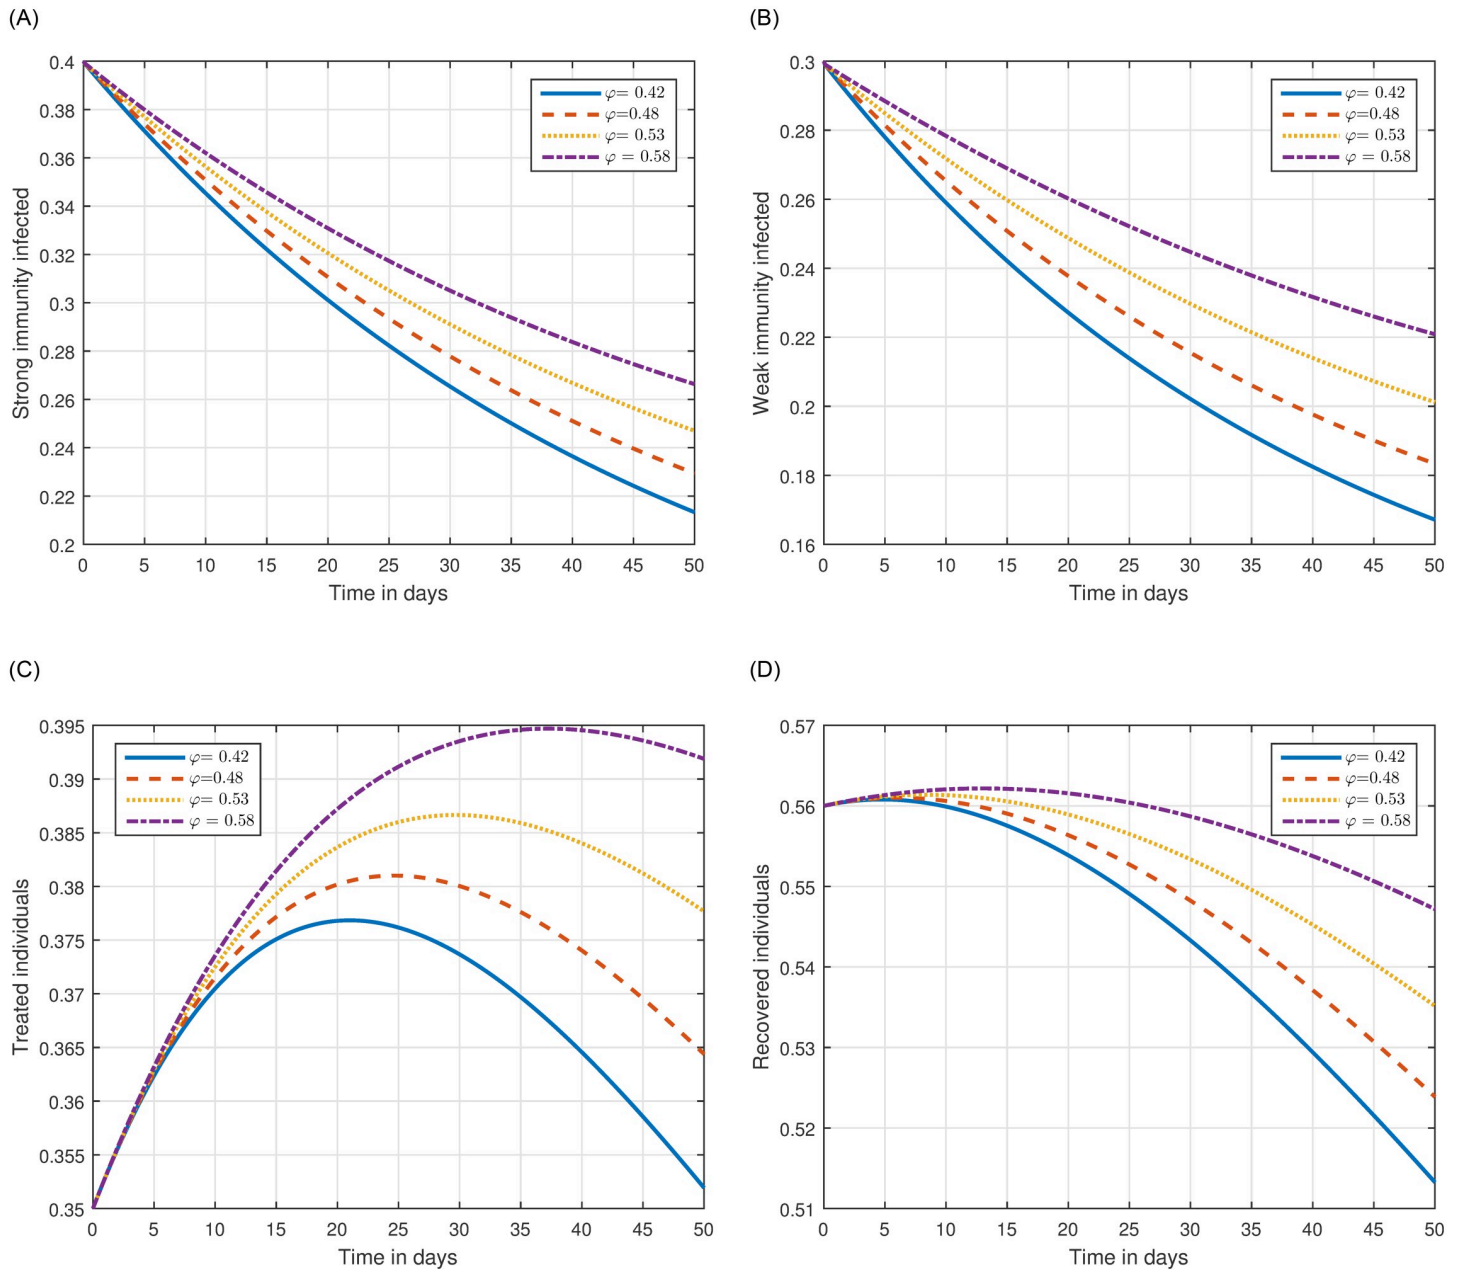 (A)
Strong immunity infected
0.4
0.38
0.36
0.34
0.32
0.3
0.28
0.26
0.24
0.22
0.2
0 5 10 15 20 25 30 35 40 45 50
Time in days
φ= 0.42
φ=0.48
φ= 0.53
φ = 0.58
(B)
Weak immunity infected
0.3
0.28
0.26
0.24
0.22
0.2
0.18
0.16
0 5 10 15 20 25 30 35 40 45 50
Time in days
φ= 0.42
φ=0.48
φ= 0.53
φ = 0.58
(C)
Treated individuals
0.395
0.39
0.385
0.38
0.375
0.37
0.365
0.36
0.355
0.35
0 5 10 15 20 25 30 35 40 45 50
Time in days
φ= 0.42
φ=0.48
φ= 0.53
φ = 0.58
(D)
Recovered individuals
0.57
0.56
0.55
0.54
0.53
0.52
0.51
0 5 10 15 20 25 30 35 40 45 50
Time in days
φ= 0.42
φ=0.48
φ= 0.53
φ = 0.58